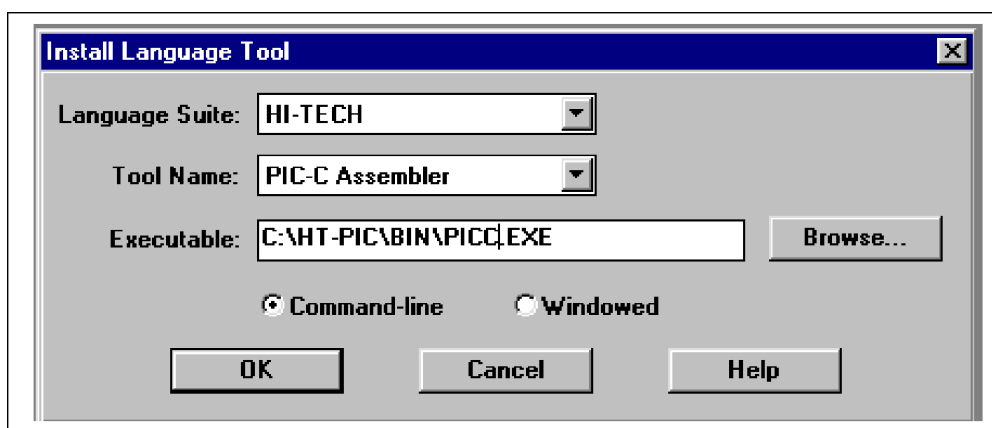 Install Language Tool
Language Suite: HI-TECH
Tool Name: PIC-C Assembler
Executable: C:\HT-PIC\BIN\PICC.EXE Browse...
Command-line Windowed
OK Cancel Help